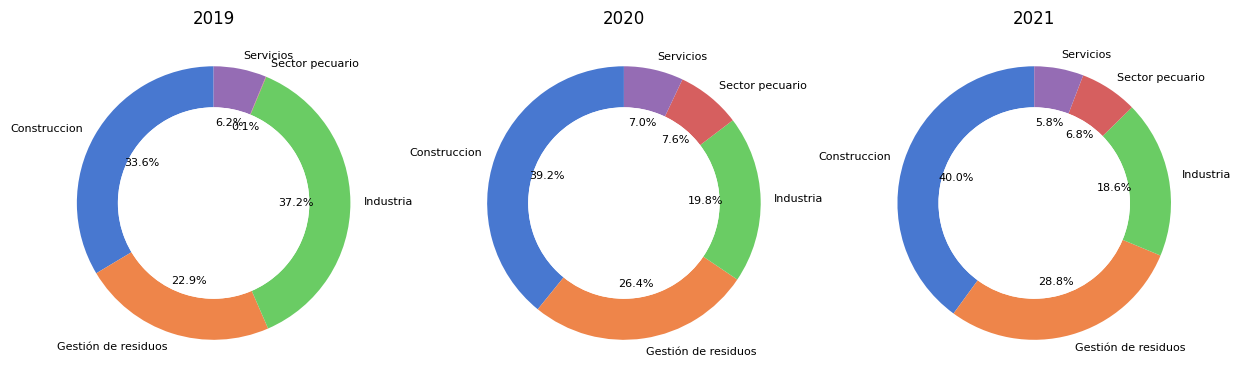 2019
Servicios
Sector pecuario
6.2%
0.1%
Construccion
33.6%
37.2%
Industria
22.9%
Gestión de residuos
2020
Servicios
Sector pecuario
7.0%
7.6%
Construccion
39.2%
19.8%
Industria
26.4%
Gestión de residuos
2021
Servicios
Sector pecuario
5.8%
6.8%
Construccion
40.0%
18.6%
Industria
28.8%
Gestión de residuos